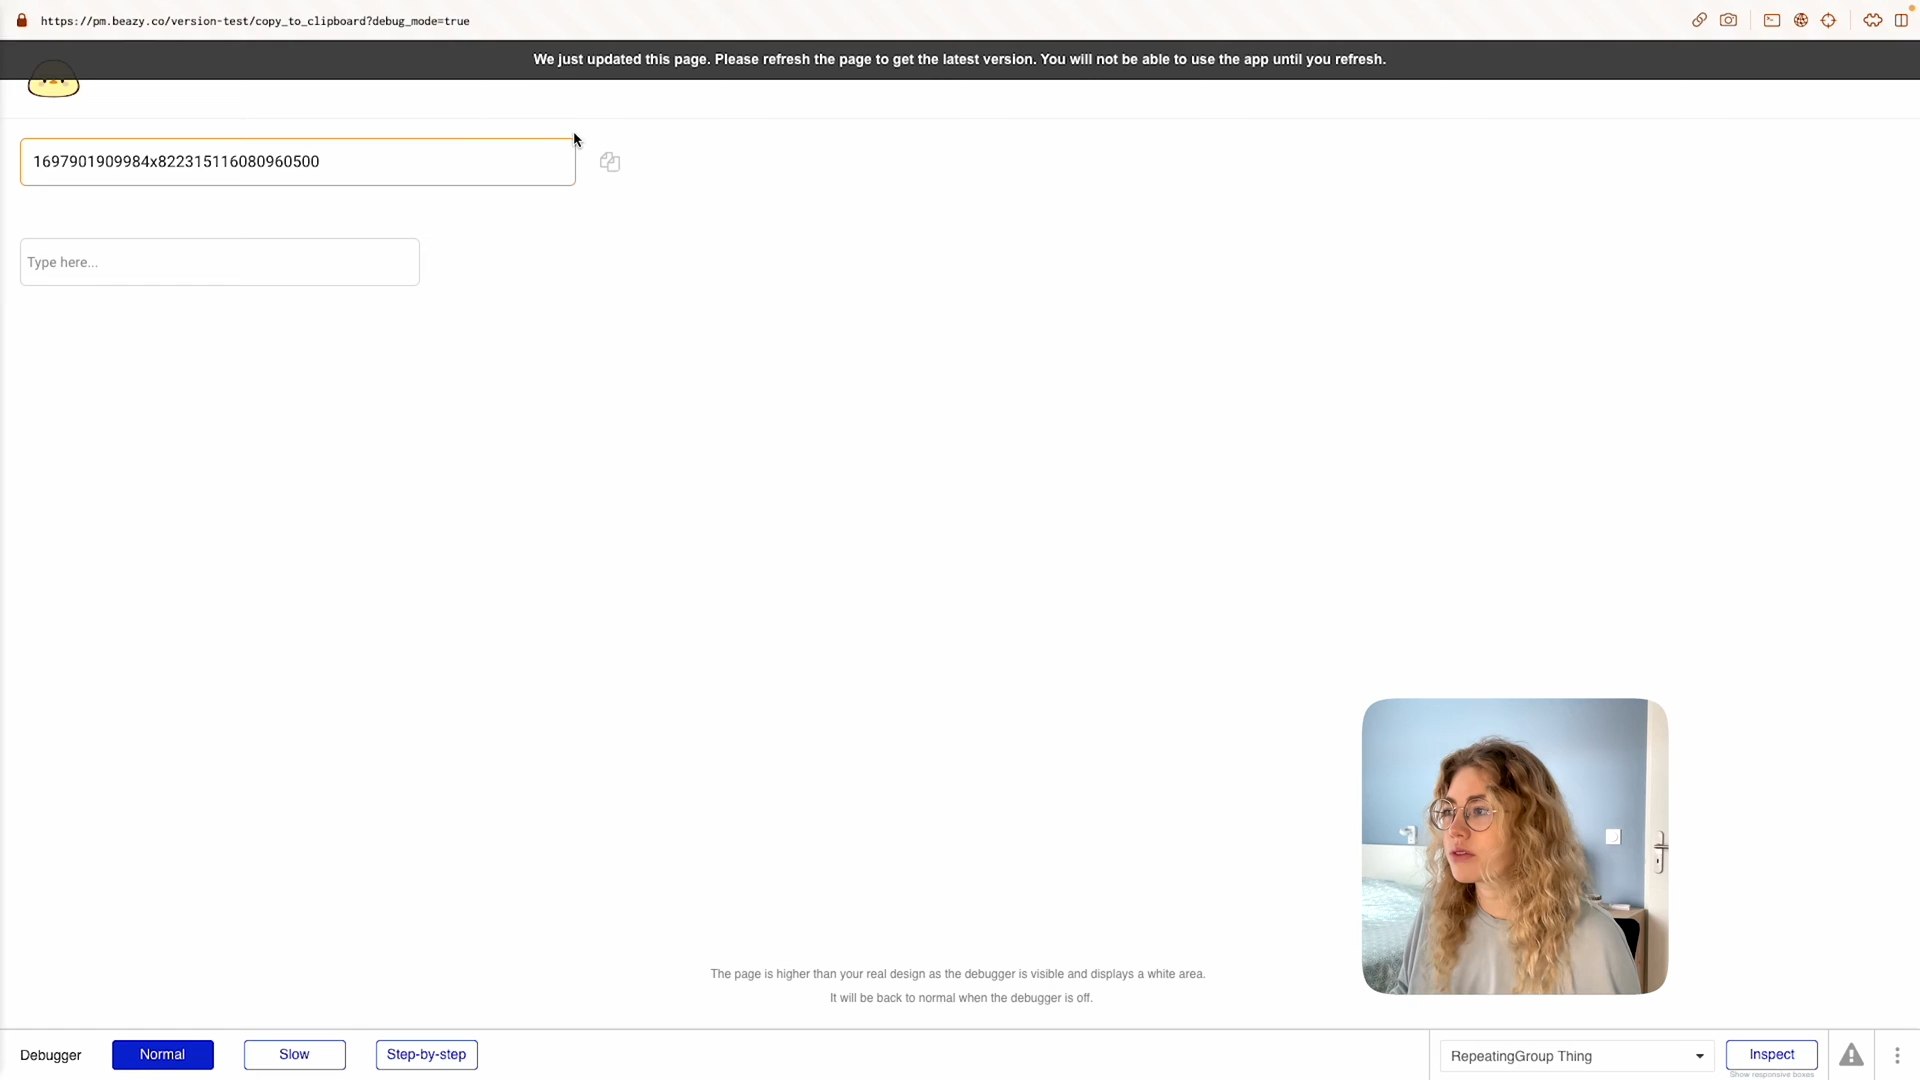 https://pm.beazy.co/version-test/copy_to_clipboard?debug_mode=true
We just updated this page. Please refresh the page to get the latest version. You will not be able to use the app until you refresh.
1697901909984x822315116080960500
Type here...
The page is higher than your real design as the debugger is visible and displays a white area.
It will be back to normal when the debugger is off.
Debugger
Normal
Slow
Step-by-step
RepeatingGroup Thing
Inspect
Show responsive boxes